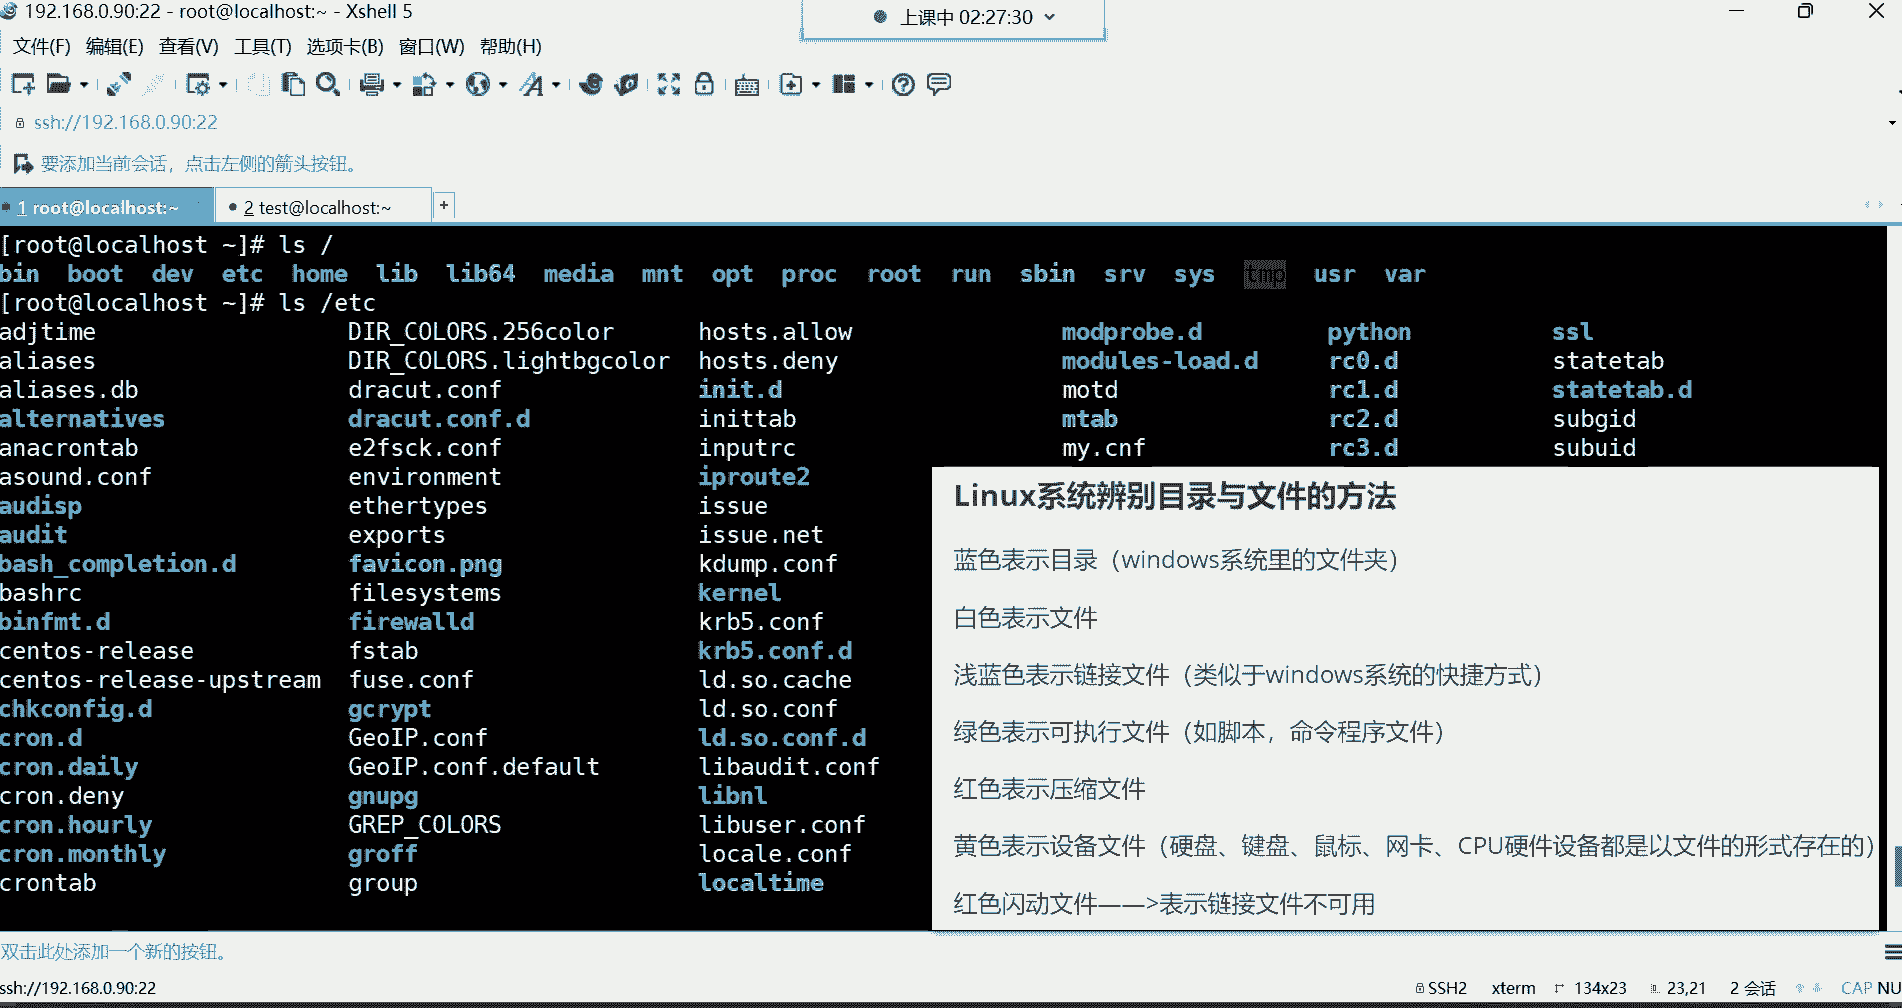 192.168.0.90:22 - root@localhost:~ - Xshell 5
上课中 02:27:30
文件(F) 编辑(E) 查看(V) 工具(T) 选项卡(B) 窗口(W) 帮助(H)
ssh://192.168.0.90:22
要添加当前会话，点击左侧的箭头按钮。
1 root@localhost:~ 2 test@localhost:~ +
[root@localhost ~]# ls /
bin boot dev etc home lib lib64 media mnt opt proc root run sbin srv sys tmp usr var
[root@localhost ~]# ls /etc
adjtime DIR_COLORS.256color hosts.allow modprobe.d python ssl
aliases DIR_COLORS.lightbgcolor hosts.deny modules-load.d rc0.d statetab
aliases.db dracut.conf init.d motd rc1.d statetab.d
alternatives dracut.conf.d inittab mtab rc2.d subgid
anacrontab e2fsck.conf inputrc my.cnf rc3.d subuid
asound.conf environment iproute2
audisp ethertypes issue
audit exports issue.net
bash_completion.d favicon.png kdump.conf
bashrc filesystems kernel
binfmt.d firewalld krb5.conf
centos-release fstab krb5.conf.d
centos-release-upstream fuse.conf ld.so.cache
chkconfig.d gcrypt ld.so.conf
cron.d GeoIP.conf ld.so.conf.d
cron.daily GeoIP.conf.default libaudit.conf
cron.deny gnupg libnl
cron.hourly GREP_COLORS libuser.conf
cron.monthly groff locale.conf
crontab group localtime
Linux系统辨别目录与文件的方法
蓝色表示目录（windows系统里的文件夹）
白色表示文件
浅蓝色表示链接文件（类似于windows系统的快捷方式）
绿色表示可执行文件（如脚本，命令程序文件）
红色表示压缩文件
黄色表示设备文件（硬盘、键盘、鼠标、网卡、CPU硬件设备都是以文件的形式存在的）
红色闪动文件——>表示链接文件不可用
双击此处添加一个新的按钮。
ssh://192.168.0.90:22 SSH2 xterm 134x23 23,21 2 会话 CAP NU